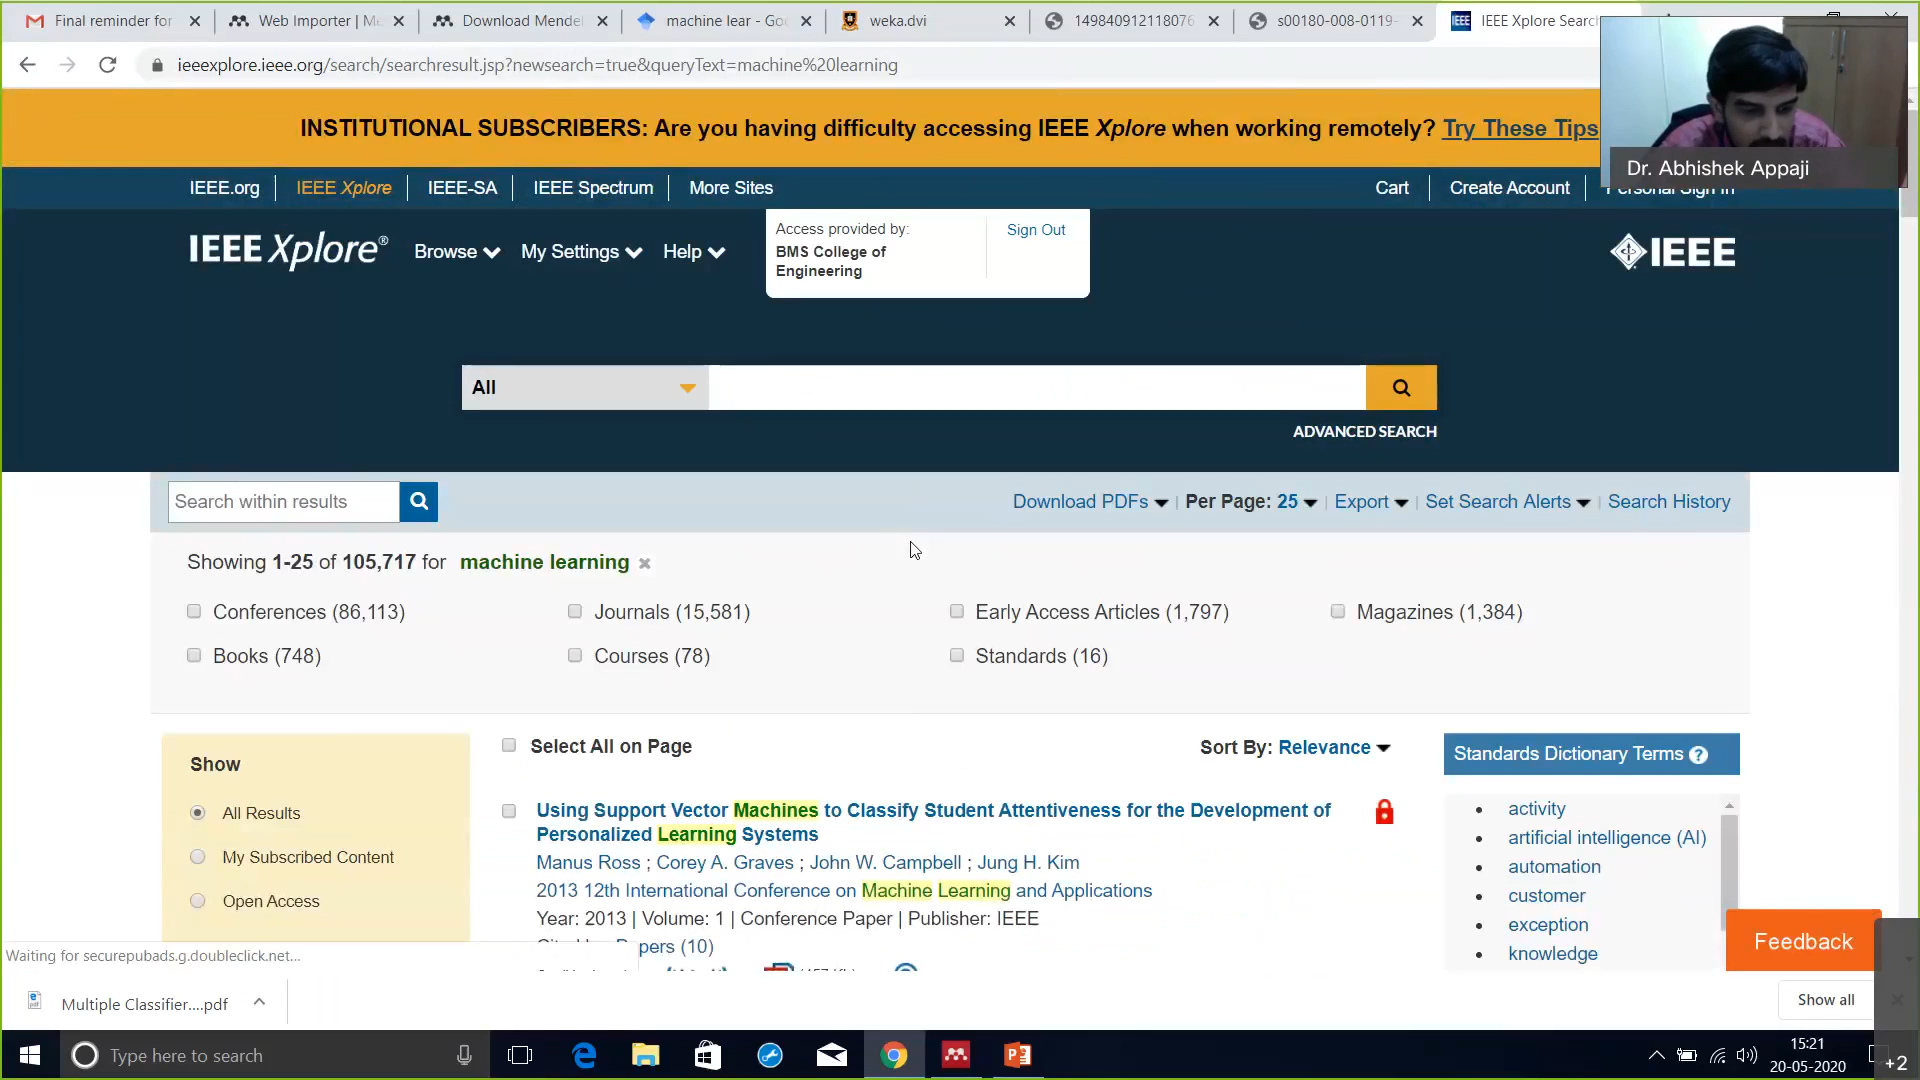 Final reminder for
Web Importer | M
Download Mende
machine lear - Goo
weka.dvi
149840912118076
s00180-008-0119-
IEEE Xplore Search
ieeexplore.ieee.org/search/searchresult.jsp?newsearch=true&queryText=machine%20learning
INSTITUTIONAL SUBSCRIBERS: Are you having difficulty accessing IEEE Xplore when working remotely? Try These Tips
Dr. Abhishek Appaji
IEEE.org
IEEE Xplore
IEEE-SA
IEEE Spectrum
More Sites
Cart
Create Account
Personal Sign In
IEEE Xplore®
Browse
My Settings
Help
Access provided by:
BMS College of
Engineering
Sign Out
IEEE
All
ADVANCED SEARCH
Search within results
Download PDFs
Per Page: 25
Export
Set Search Alerts
Search History
Showing 1-25 of 105,717 for machine learning ×
Conferences (86,113)
Journals (15,581)
Early Access Articles (1,797)
Magazines (1,384)
Books (748)
Courses (78)
Standards (16)
Show
All Results
My Subscribed Content
Open Access
Select All on Page
Sort By: Relevance
Using Support Vector Machines to Classify Student Attentiveness for the Development of
Personalized Learning Systems
Manus Ross ; Corey A. Graves ; John W. Campbell ; Jung H. Kim
2013 12th International Conference on Machine Learning and Applications
Year: 2013 | Volume: 1 | Conference Paper | Publisher: IEEE
Papers (10)
Standards Dictionary Terms ?
activity
artificial intelligence (AI)
automation
customer
exception
knowledge
Feedback
Waiting for securepubads.g.doubleclick.net...
Multiple Classifier....pdf
Show all
Type here to search
15:21
20-05-2020
+2